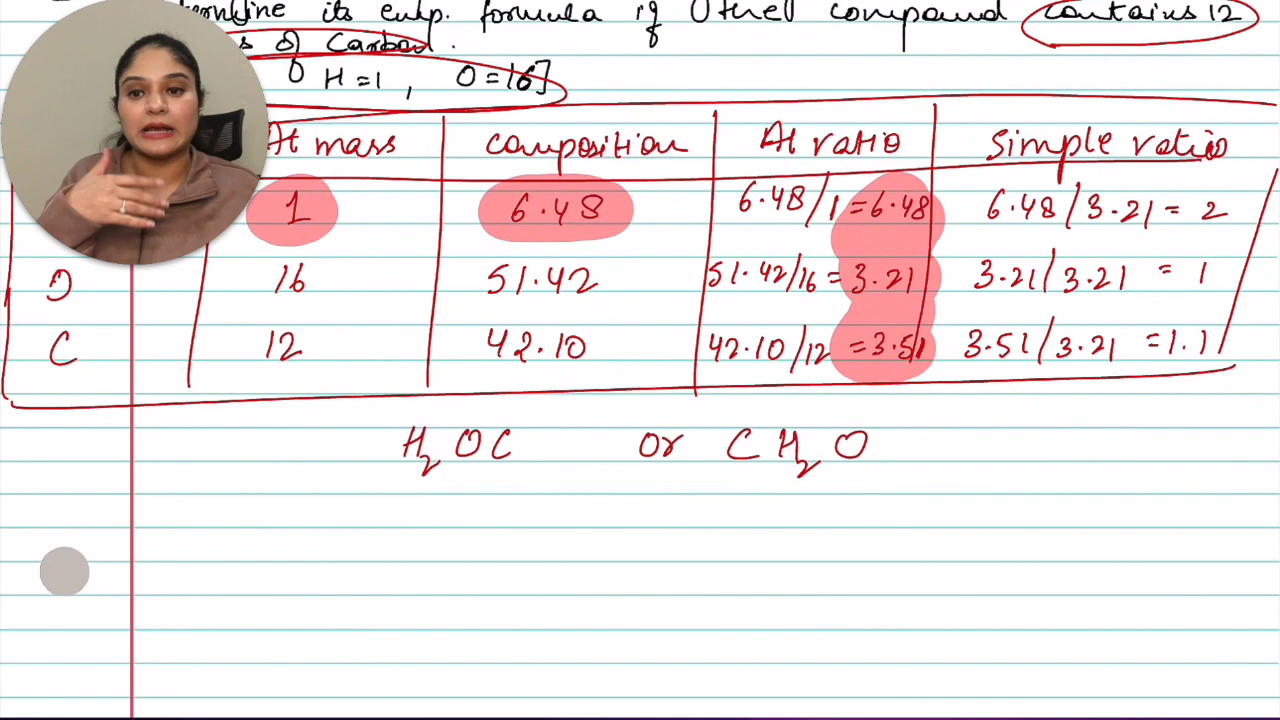 its emp. formula if Other compound contains 12
of Carbon.
H = 1 , O = 16]
At mass composition At ratio Simple ratio
1 6.48 6.48/1 = 6.48 6.48/3.21 = 2
O 16 51.42 51.42/16 = 3.21 3.21/3.21 = 1
C 12 42.10 42.10/12 = 3.51 3.51/3.21 = 1.1
H2OC or CH2O